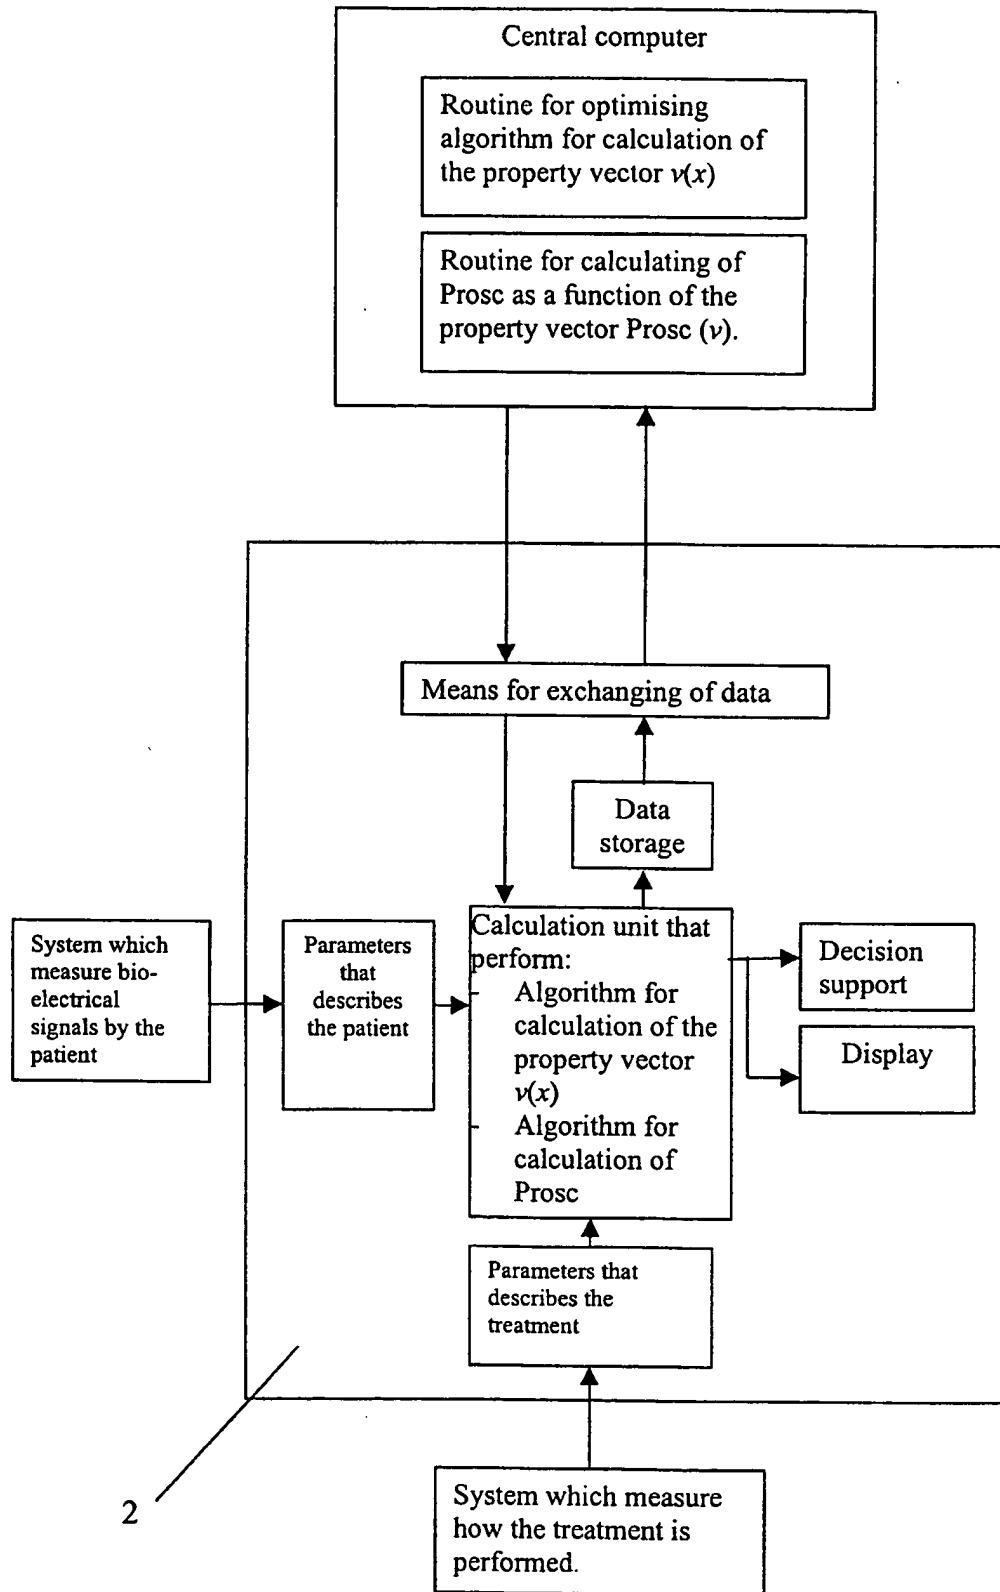 Central computer
Routine for optimising
algorithm for calculation of
the property vector v(x)
Routine for calculating of
Prosc as a function of the
property vector Prosc (v).
Means for exchanging of data
Data
storage
System which
measure bio-
electrical
signals by the
patient
Parameters
that
describes
the patient
Calculation unit that
perform:
- Algorithm for
calculation of the
property vector
v(x)
- Algorithm for
calculation of
Prosc
Decision
support
Display
Parameters that
describes the
treatment
2
System which measure
how the treatment is
performed.